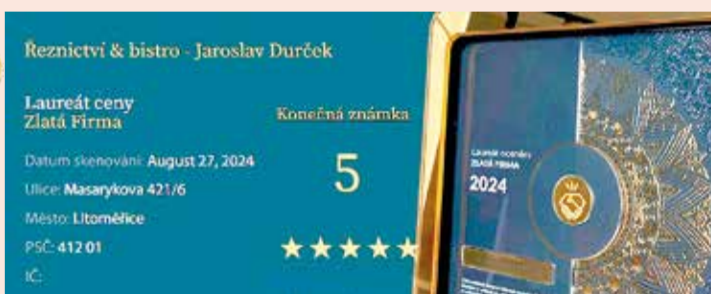 Řeznictví & bistro - Jaroslav Durček
Laureát ceny
Zlatá Firma
Konečná známka
5
Datum skenování: August 27, 2024
Ulice: Masarykova 421/6
Město: Litoměřice
PSČ: 412 01
IČ:
Laureát ocenění
ZLATÁ FIRMA
2024